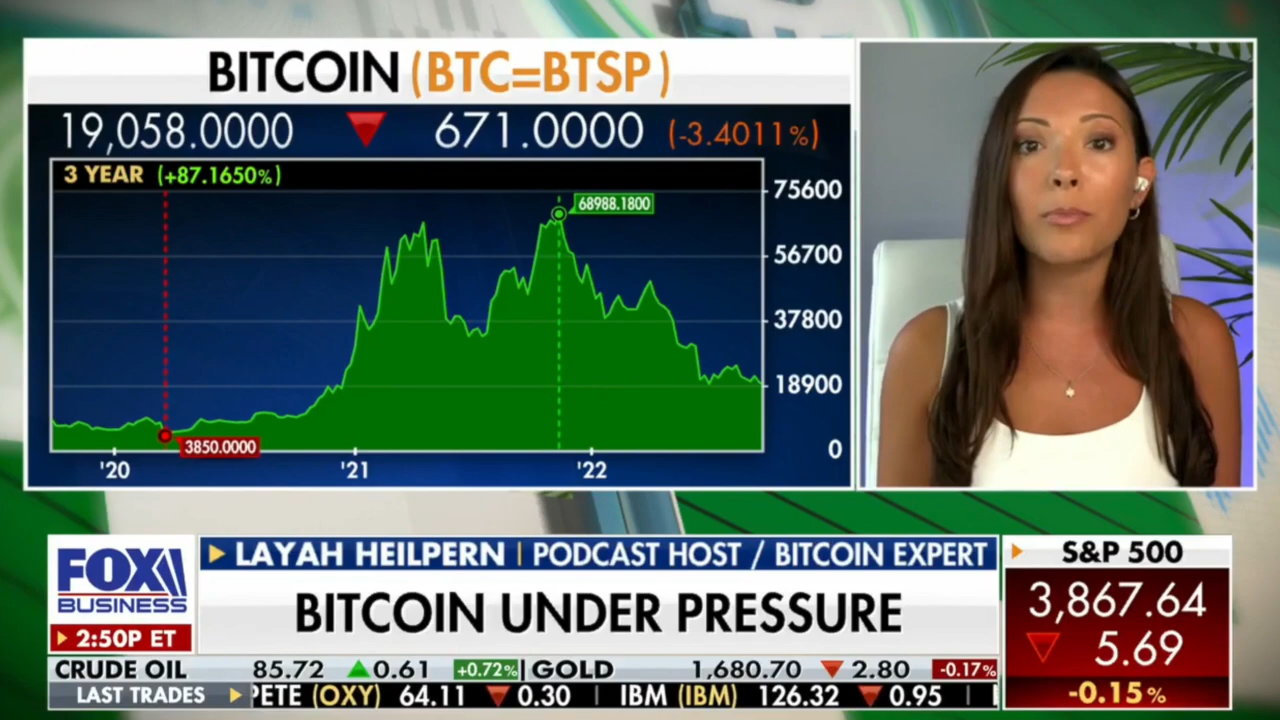 BITCOIN (BTC=BTSP )
19,058.0000 ▼ 671.0000 (-3.4011%)
3 YEAR (+87.1650%)
75600
68988.1800
56700
37800
18900
3850.0000
0
'20 '21 '22
LAYAH HEILPERN | PODCAST HOST / BITCOIN EXPERT
BITCOIN UNDER PRESSURE
FOX
BUSINESS
2:50P ET
S&P 500
3,867.64
▼ 5.69
-0.15%
CRUDE OIL 85.72 ▲ 0.61 +0.72% | GOLD 1,680.70 ▼ 2.80 -0.17%
LAST TRADES PETE (OXY) 64.11 ▼ 0.30 | IBM (IBM) 126.32 ▼ 0.95 |